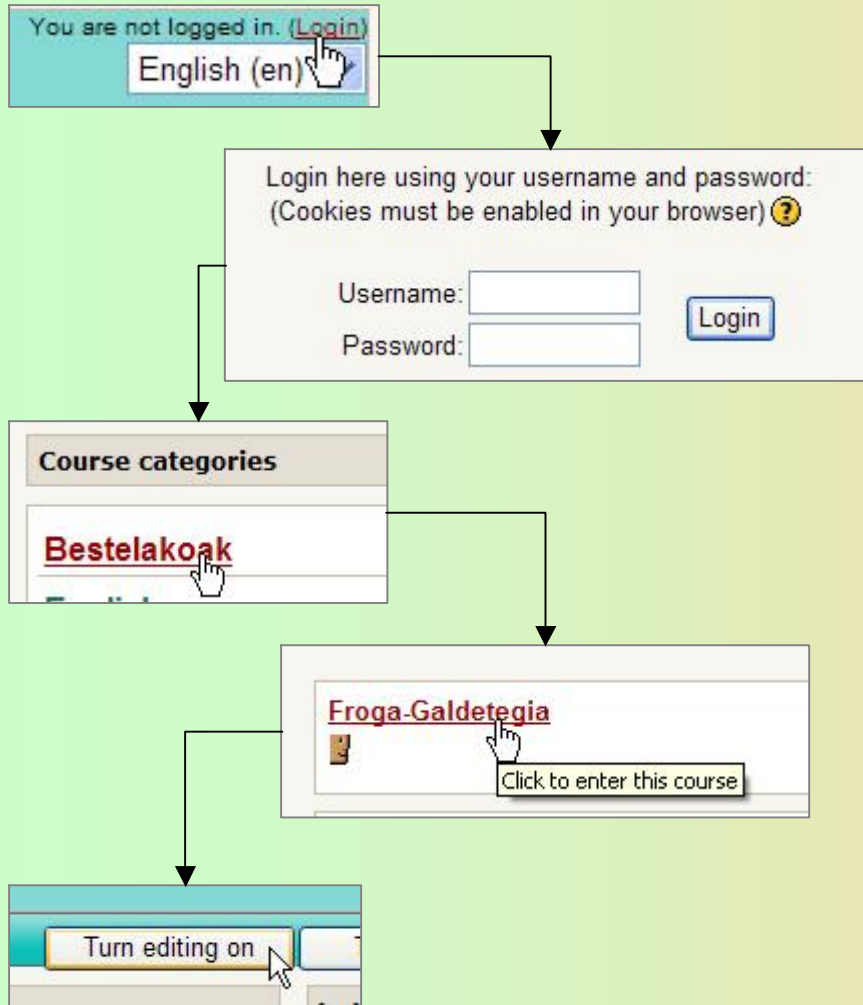 You are not logged in. (Login)
English (en)
Login here using your username and password:
(Cookies must be enabled in your browser) ?
Username:
Login
Password:
Course categories
Bestelakoak
Froga-Galdetegia
Click to enter this course
Turn editing on